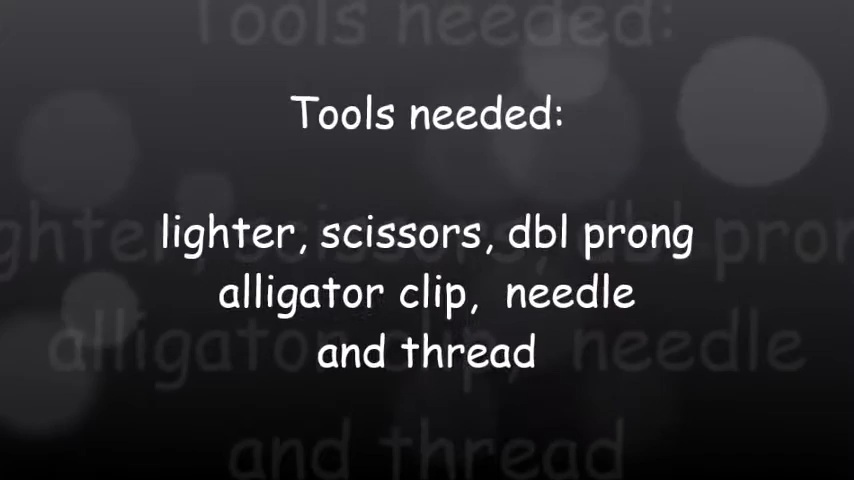 Tools needed:
lighter, scissors, dbl prong
alligator clip, needle
and thread